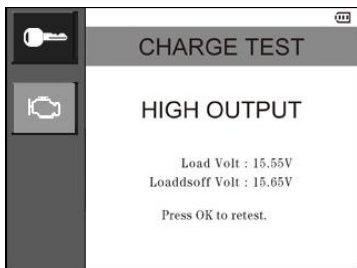 CHARGE TEST
HIGH OUTPUT
Load Volt : 15.55V
Loaddsoff Volt : 15.65V
Press OK to retest.